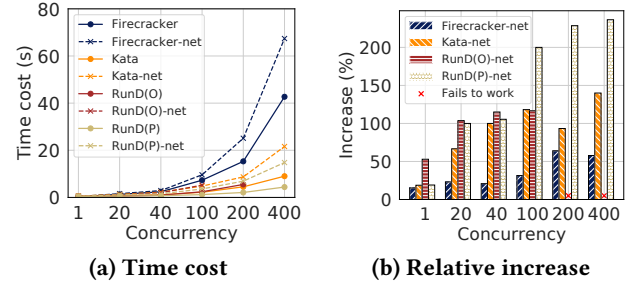 80
60
40
20
0
Time cost (s)
Firecracker
Firecracker-net
Kata
Kata-net
RunD(O)
RunD(O)-net
RunD(P)
RunD(P)-net
1 20 40 100 200 400
Concurrency
(a) Time cost
200
150
100
50
0
Increase (%)
Firecracker-net
Kata-net
RunD(O)-net
RunD(P)-net
Fails to work
1 20 40 100 200 400
Concurrency
(b) Relative increase